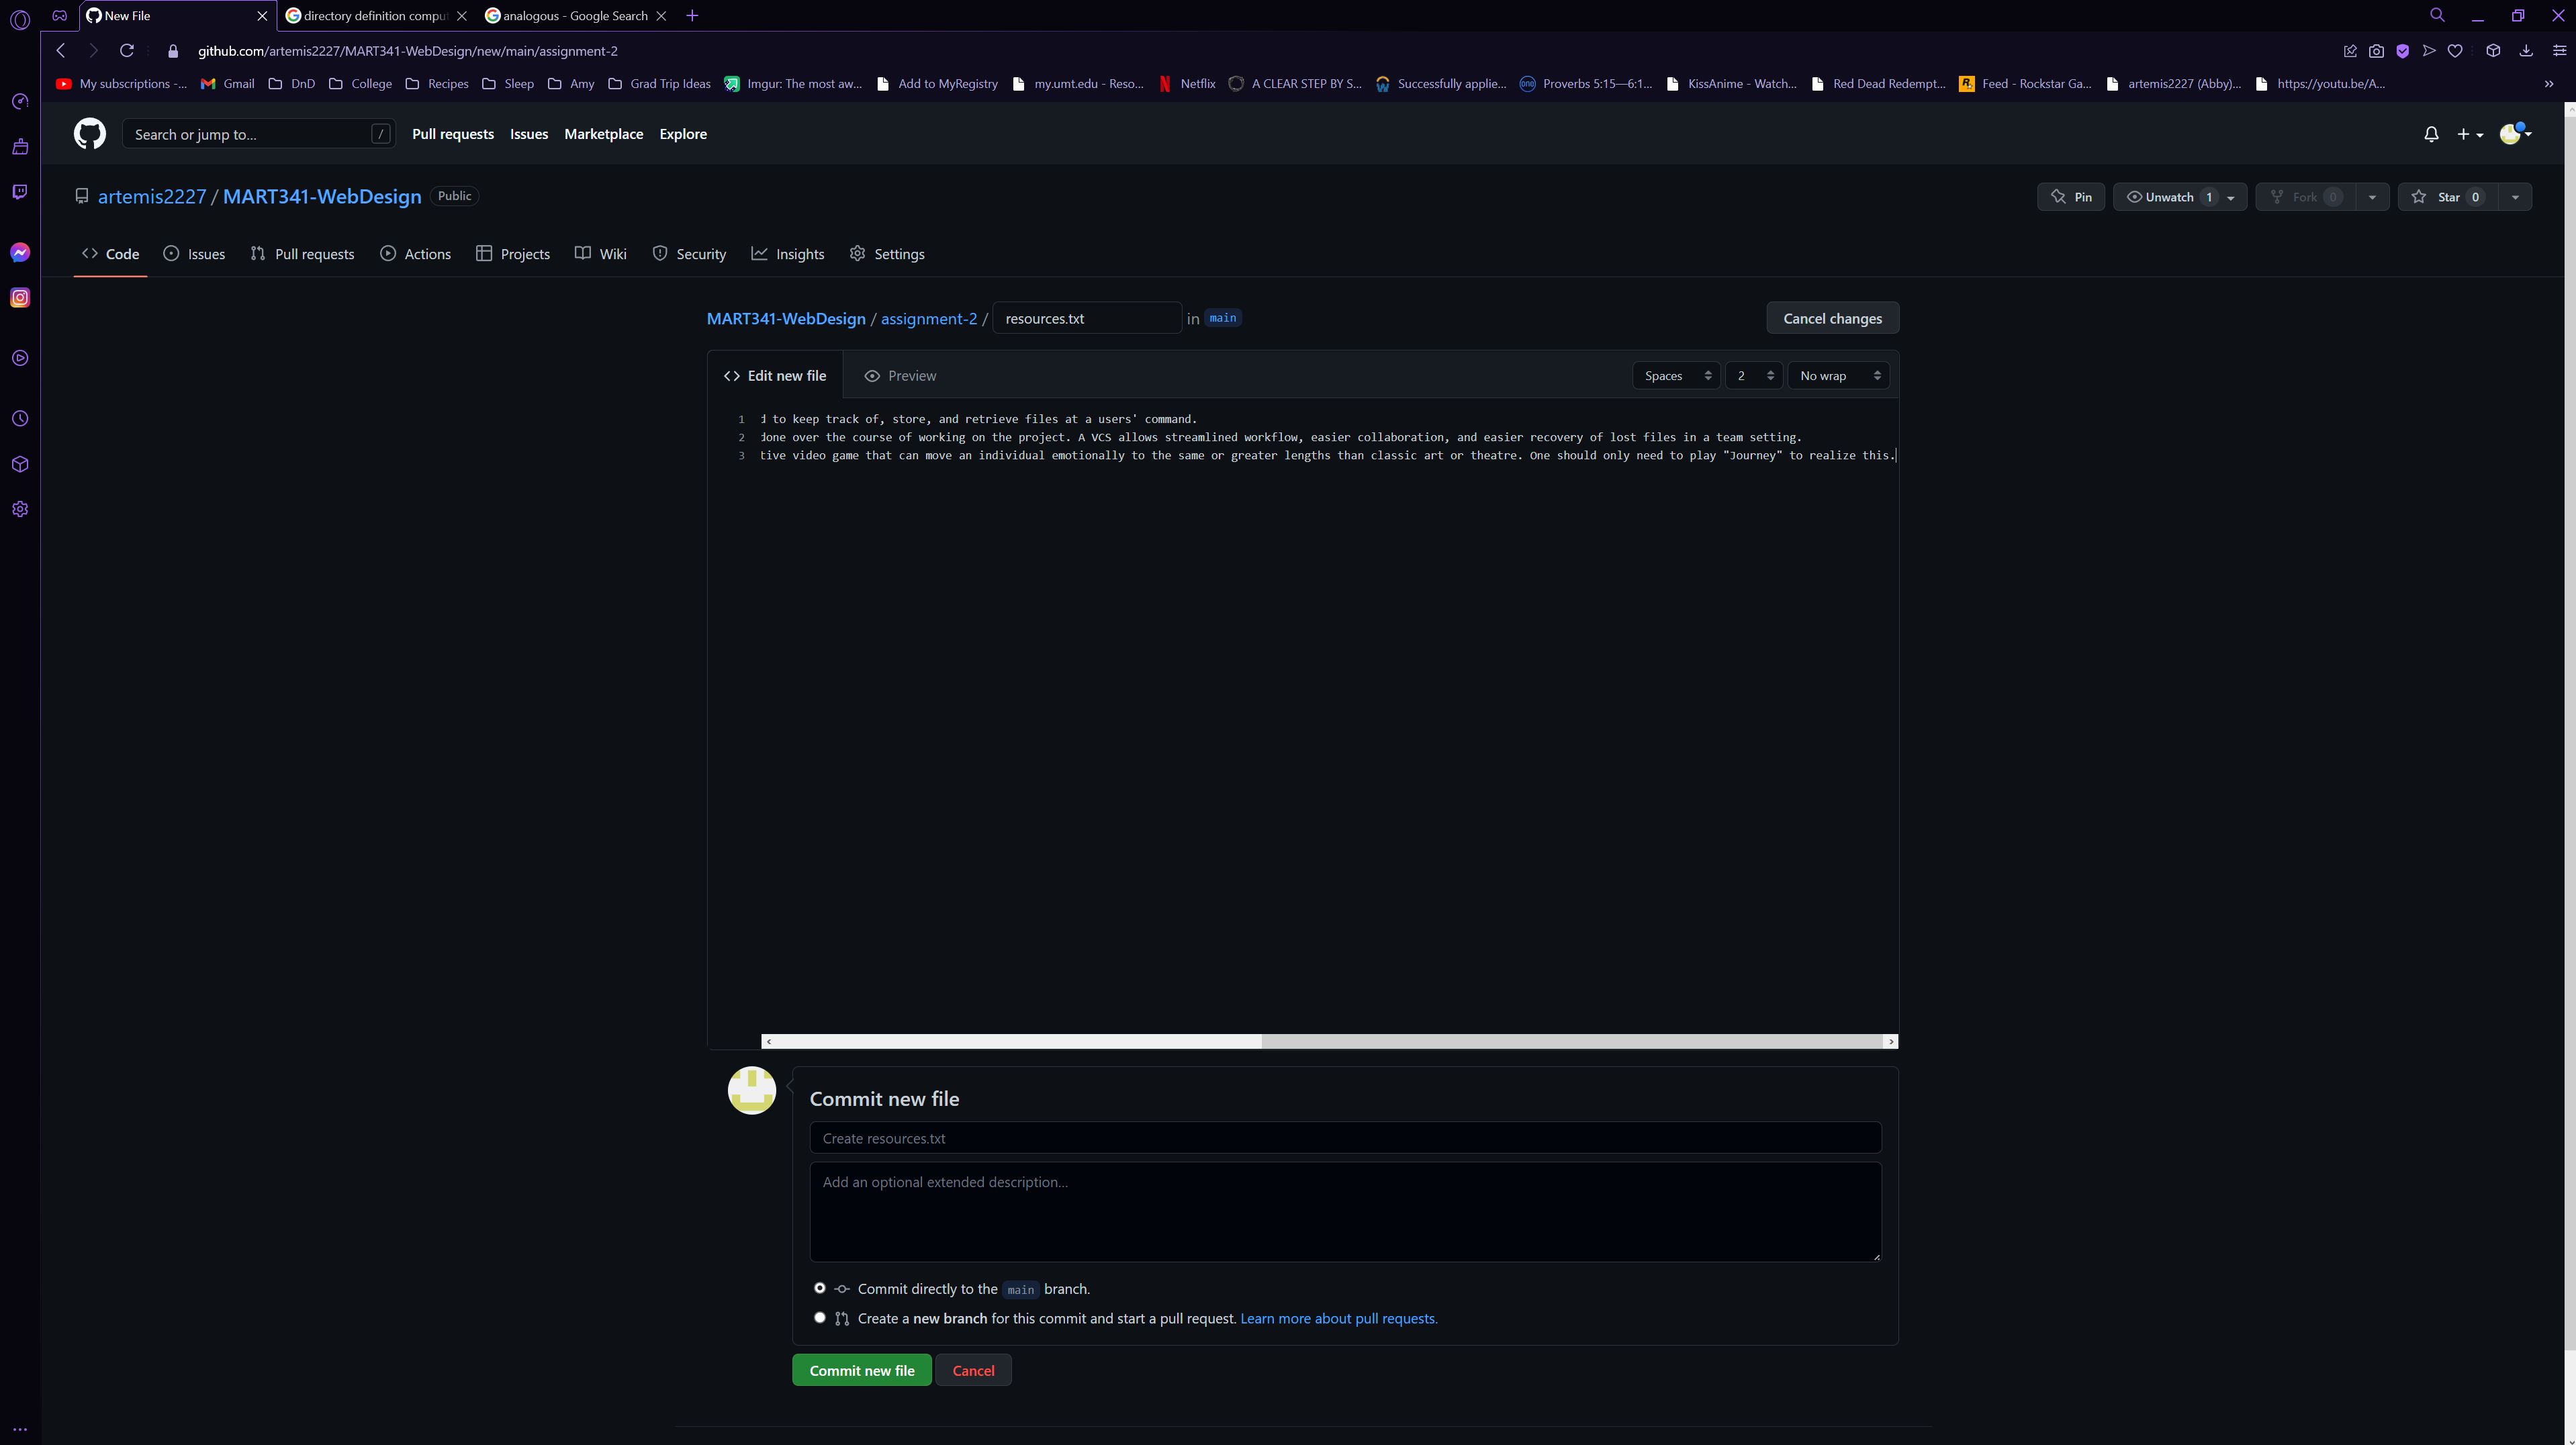 New File
directory definition compu
analogous - Google Search
github.com/artemis2227/MART341-WebDesign/new/main/assignment-2
My subscriptions -... Gmail DnD College Recipes Sleep Amy Grad Trip Ideas Imgur: The most aw... Add to MyRegistry my.umt.edu - Reso... Netflix A CLEAR STEP BY S... Successfully applie... Proverbs 5:15—6:1... KissAnime - Watch... Red Dead Redempt... Feed - Rockstar Ga... artemis2227 (Abby)... https://youtu.be/A... »
Search or jump to... / Pull requests Issues Marketplace Explore
artemis2227 / MART341-WebDesign Public
Pin Unwatch 1 Fork 0 Star 0
Code Issues Pull requests Actions Projects Wiki Security Insights Settings
MART341-WebDesign / assignment-2 / resources.txt in main Cancel changes
Edit new file Preview Spaces 2 No wrap
1 d to keep track of, store, and retrieve files at a users' command.
2 done over the course of working on the project. A VCS allows streamlined workflow, easier collaboration, and easier recovery of lost files in a team setting.
3 tive video game that can move an individual emotionally to the same or greater lengths than classic art or theatre. One should only need to play "Journey" to realize this.
Commit new file
Create resources.txt
Add an optional extended description...
Commit directly to the main branch.
Create a new branch for this commit and start a pull request. Learn more about pull requests.
Commit new file Cancel